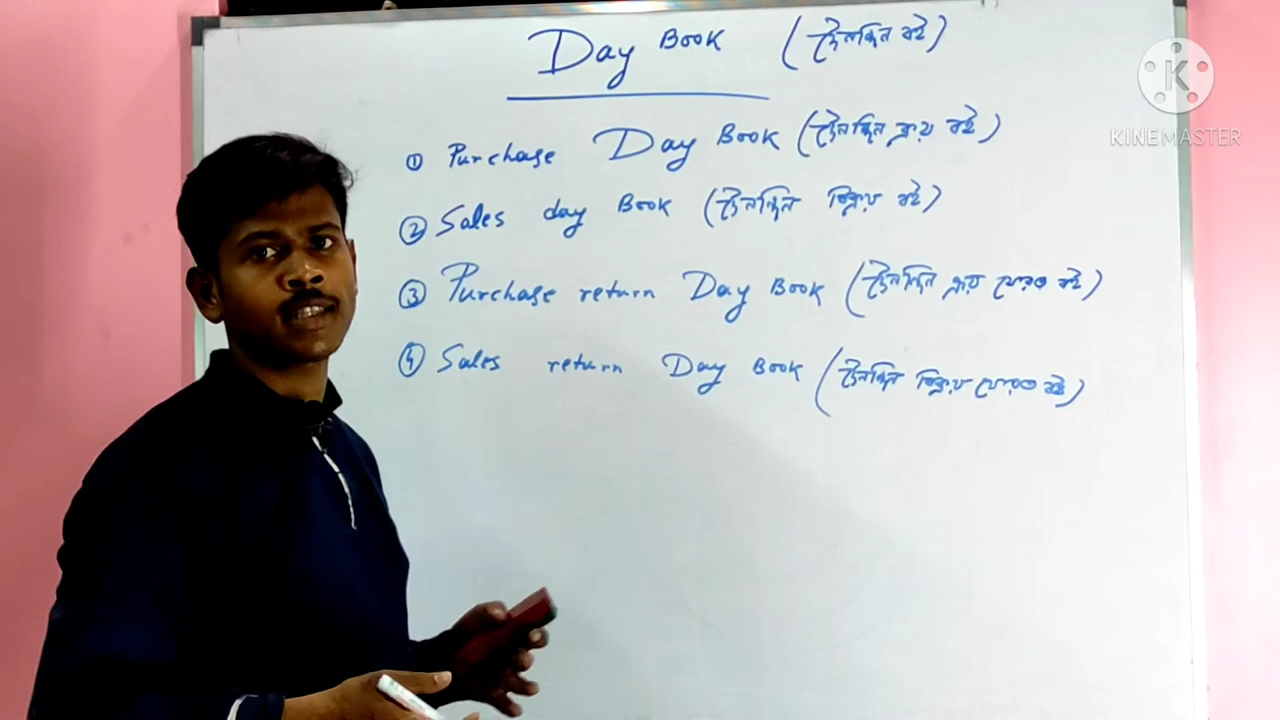 Day Book (দৈনন্দিন বই)
① Purchase Day Book (দৈনন্দিন ক্রয় বই)
② Sales day Book (দৈনন্দিন বিক্রয় বই)
③ Purchase return Day Book (দৈনন্দিন ক্রয় ফেরত বই)
④ Sales return Day Book (দৈনন্দিন বিক্রয় ফেরত বই)
K
KINEMASTER